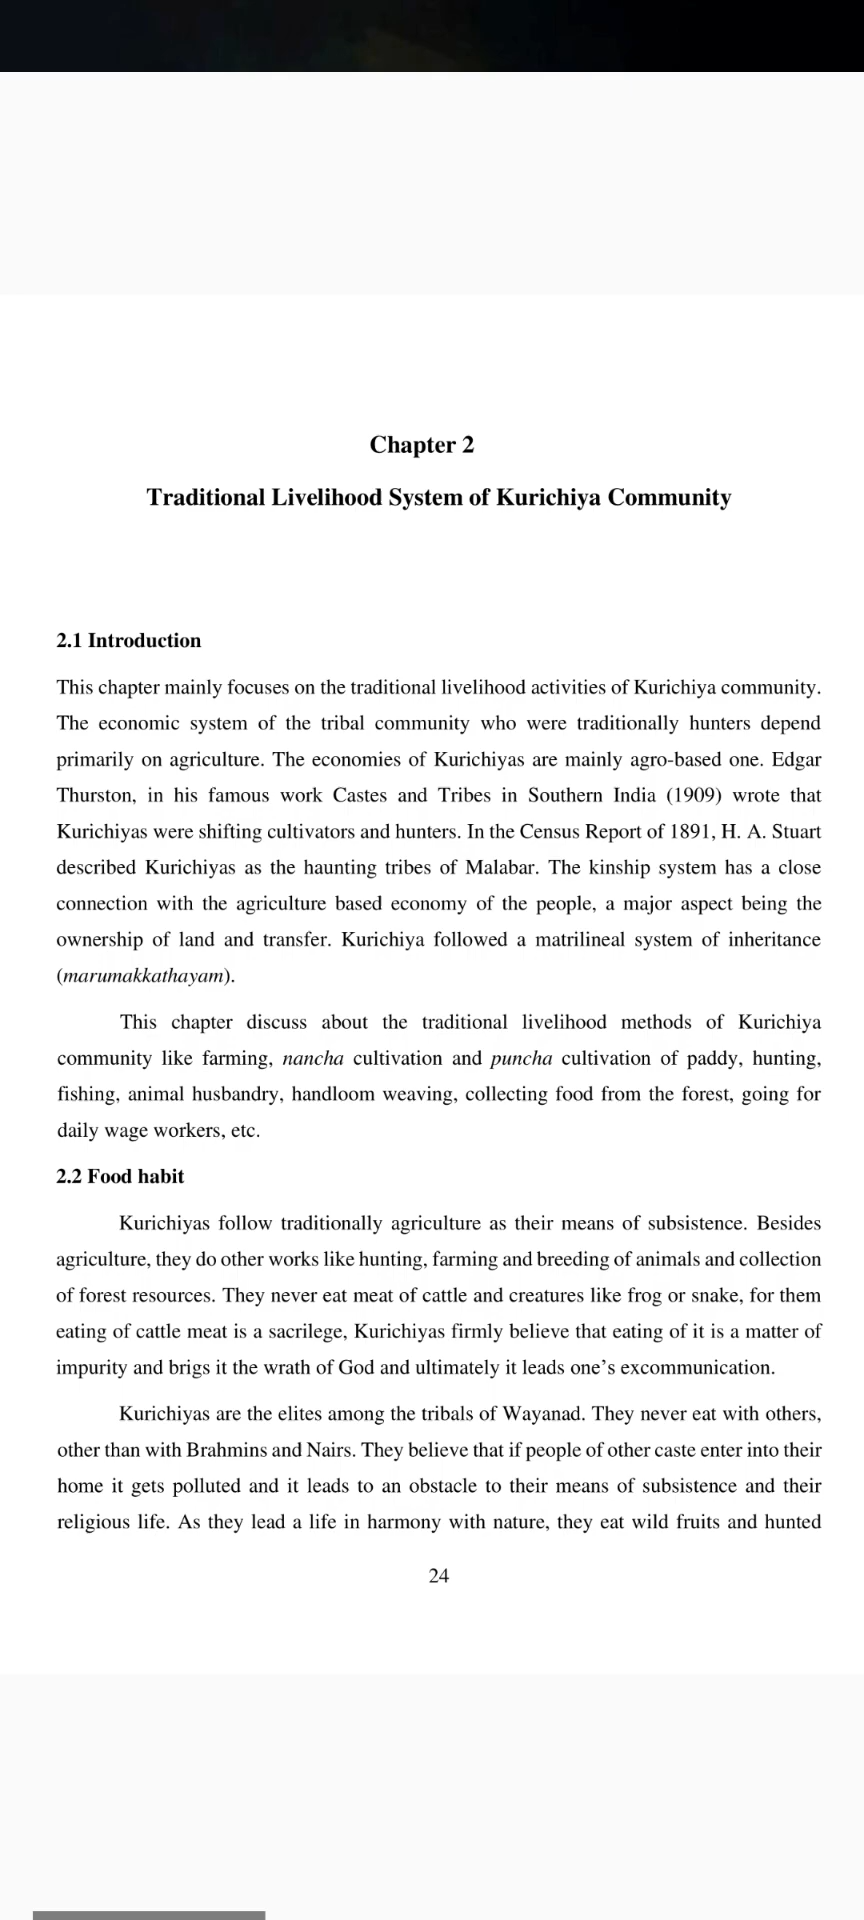 Chapter 2
Traditional Livelihood System of Kurichiya Community
2.1 Introduction
This chapter mainly focuses on the traditional livelihood activities of Kurichiya community.
The economic system of the tribal community who were traditionally hunters depend
primarily on agriculture. The economies of Kurichiyas are mainly agro-based one. Edgar
Thurston, in his famous work Castes and Tribes in Southern India (1909) wrote that
Kurichiyas were shifting cultivators and hunters. In the Census Report of 1891, H. A. Stuart
described Kurichiyas as the haunting tribes of Malabar. The kinship system has a close
connection with the agriculture based economy of the people, a major aspect being the
ownership of land and transfer. Kurichiya followed a matrilineal system of inheritance
(marumakkathayam).
This chapter discuss about the traditional livelihood methods of Kurichiya
community like farming, nancha cultivation and puncha cultivation of paddy, hunting,
fishing, animal husbandry, handloom weaving, collecting food from the forest, going for
daily wage workers, etc.
2.2 Food habit
Kurichiyas follow traditionally agriculture as their means of subsistence. Besides
agriculture, they do other works like hunting, farming and breeding of animals and collection
of forest resources. They never eat meat of cattle and creatures like frog or snake, for them
eating of cattle meat is a sacrilege, Kurichiyas firmly believe that eating of it is a matter of
impurity and brigs it the wrath of God and ultimately it leads one’s excommunication.
Kurichiyas are the elites among the tribals of Wayanad. They never eat with others,
other than with Brahmins and Nairs. They believe that if people of other caste enter into their
home it gets polluted and it leads to an obstacle to their means of subsistence and their
religious life. As they lead a life in harmony with nature, they eat wild fruits and hunted
24